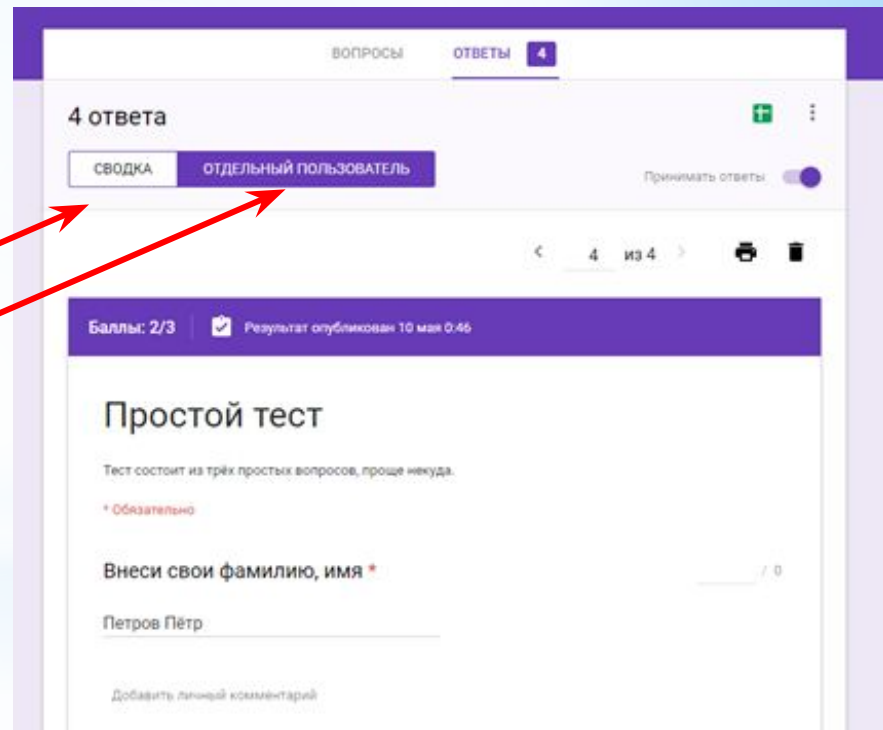 ВОПРОСЫ ОТВЕТЫ 4
4 ответа
СВОДКА ОТДЕЛЬНЫЙ ПОЛЬЗОВАТЕЛЬ Принимать ответы
4 из 4
Баллы: 2/3 Результат опубликован 10 мая 0:46
Простой тест
Тест состоит из трёх простых вопросов, проще некуда.
* Обязательно
Внеси свои фамилию, имя * / 0
Петров Пётр
Добавить личный комментарий